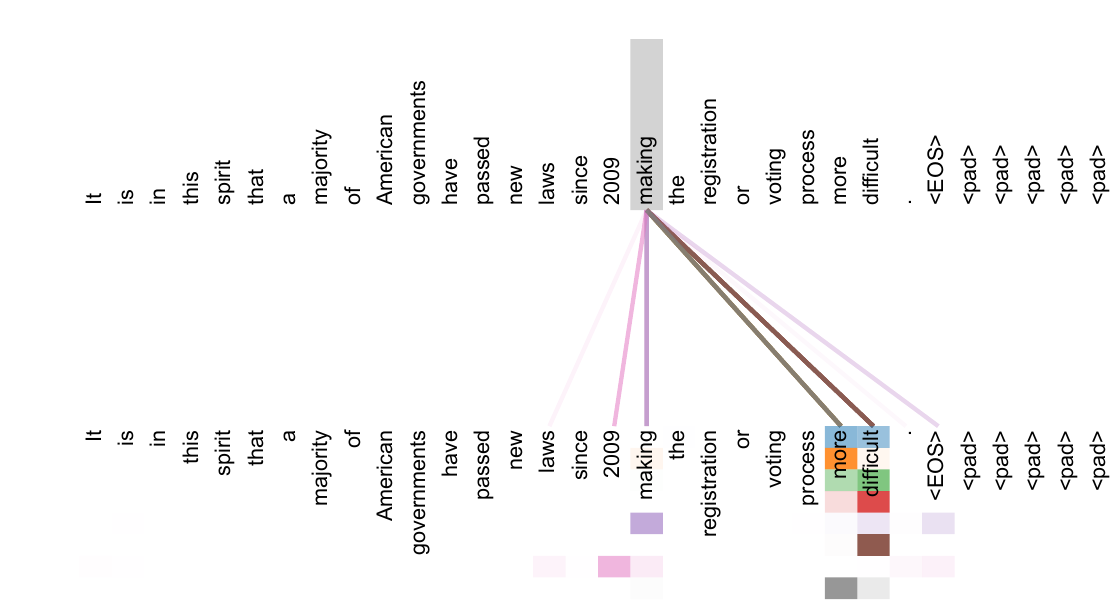 It is in this spirit that a majority of American governments have passed new laws since 2009 making the registration or voting process more difficult . <EOS> <pad> <pad> <pad> <pad> <pad>
It is in this spirit that a majority of American governments have passed new laws since 2009 making the registration or voting process more difficult . <EOS> <pad> <pad> <pad> <pad> <pad>